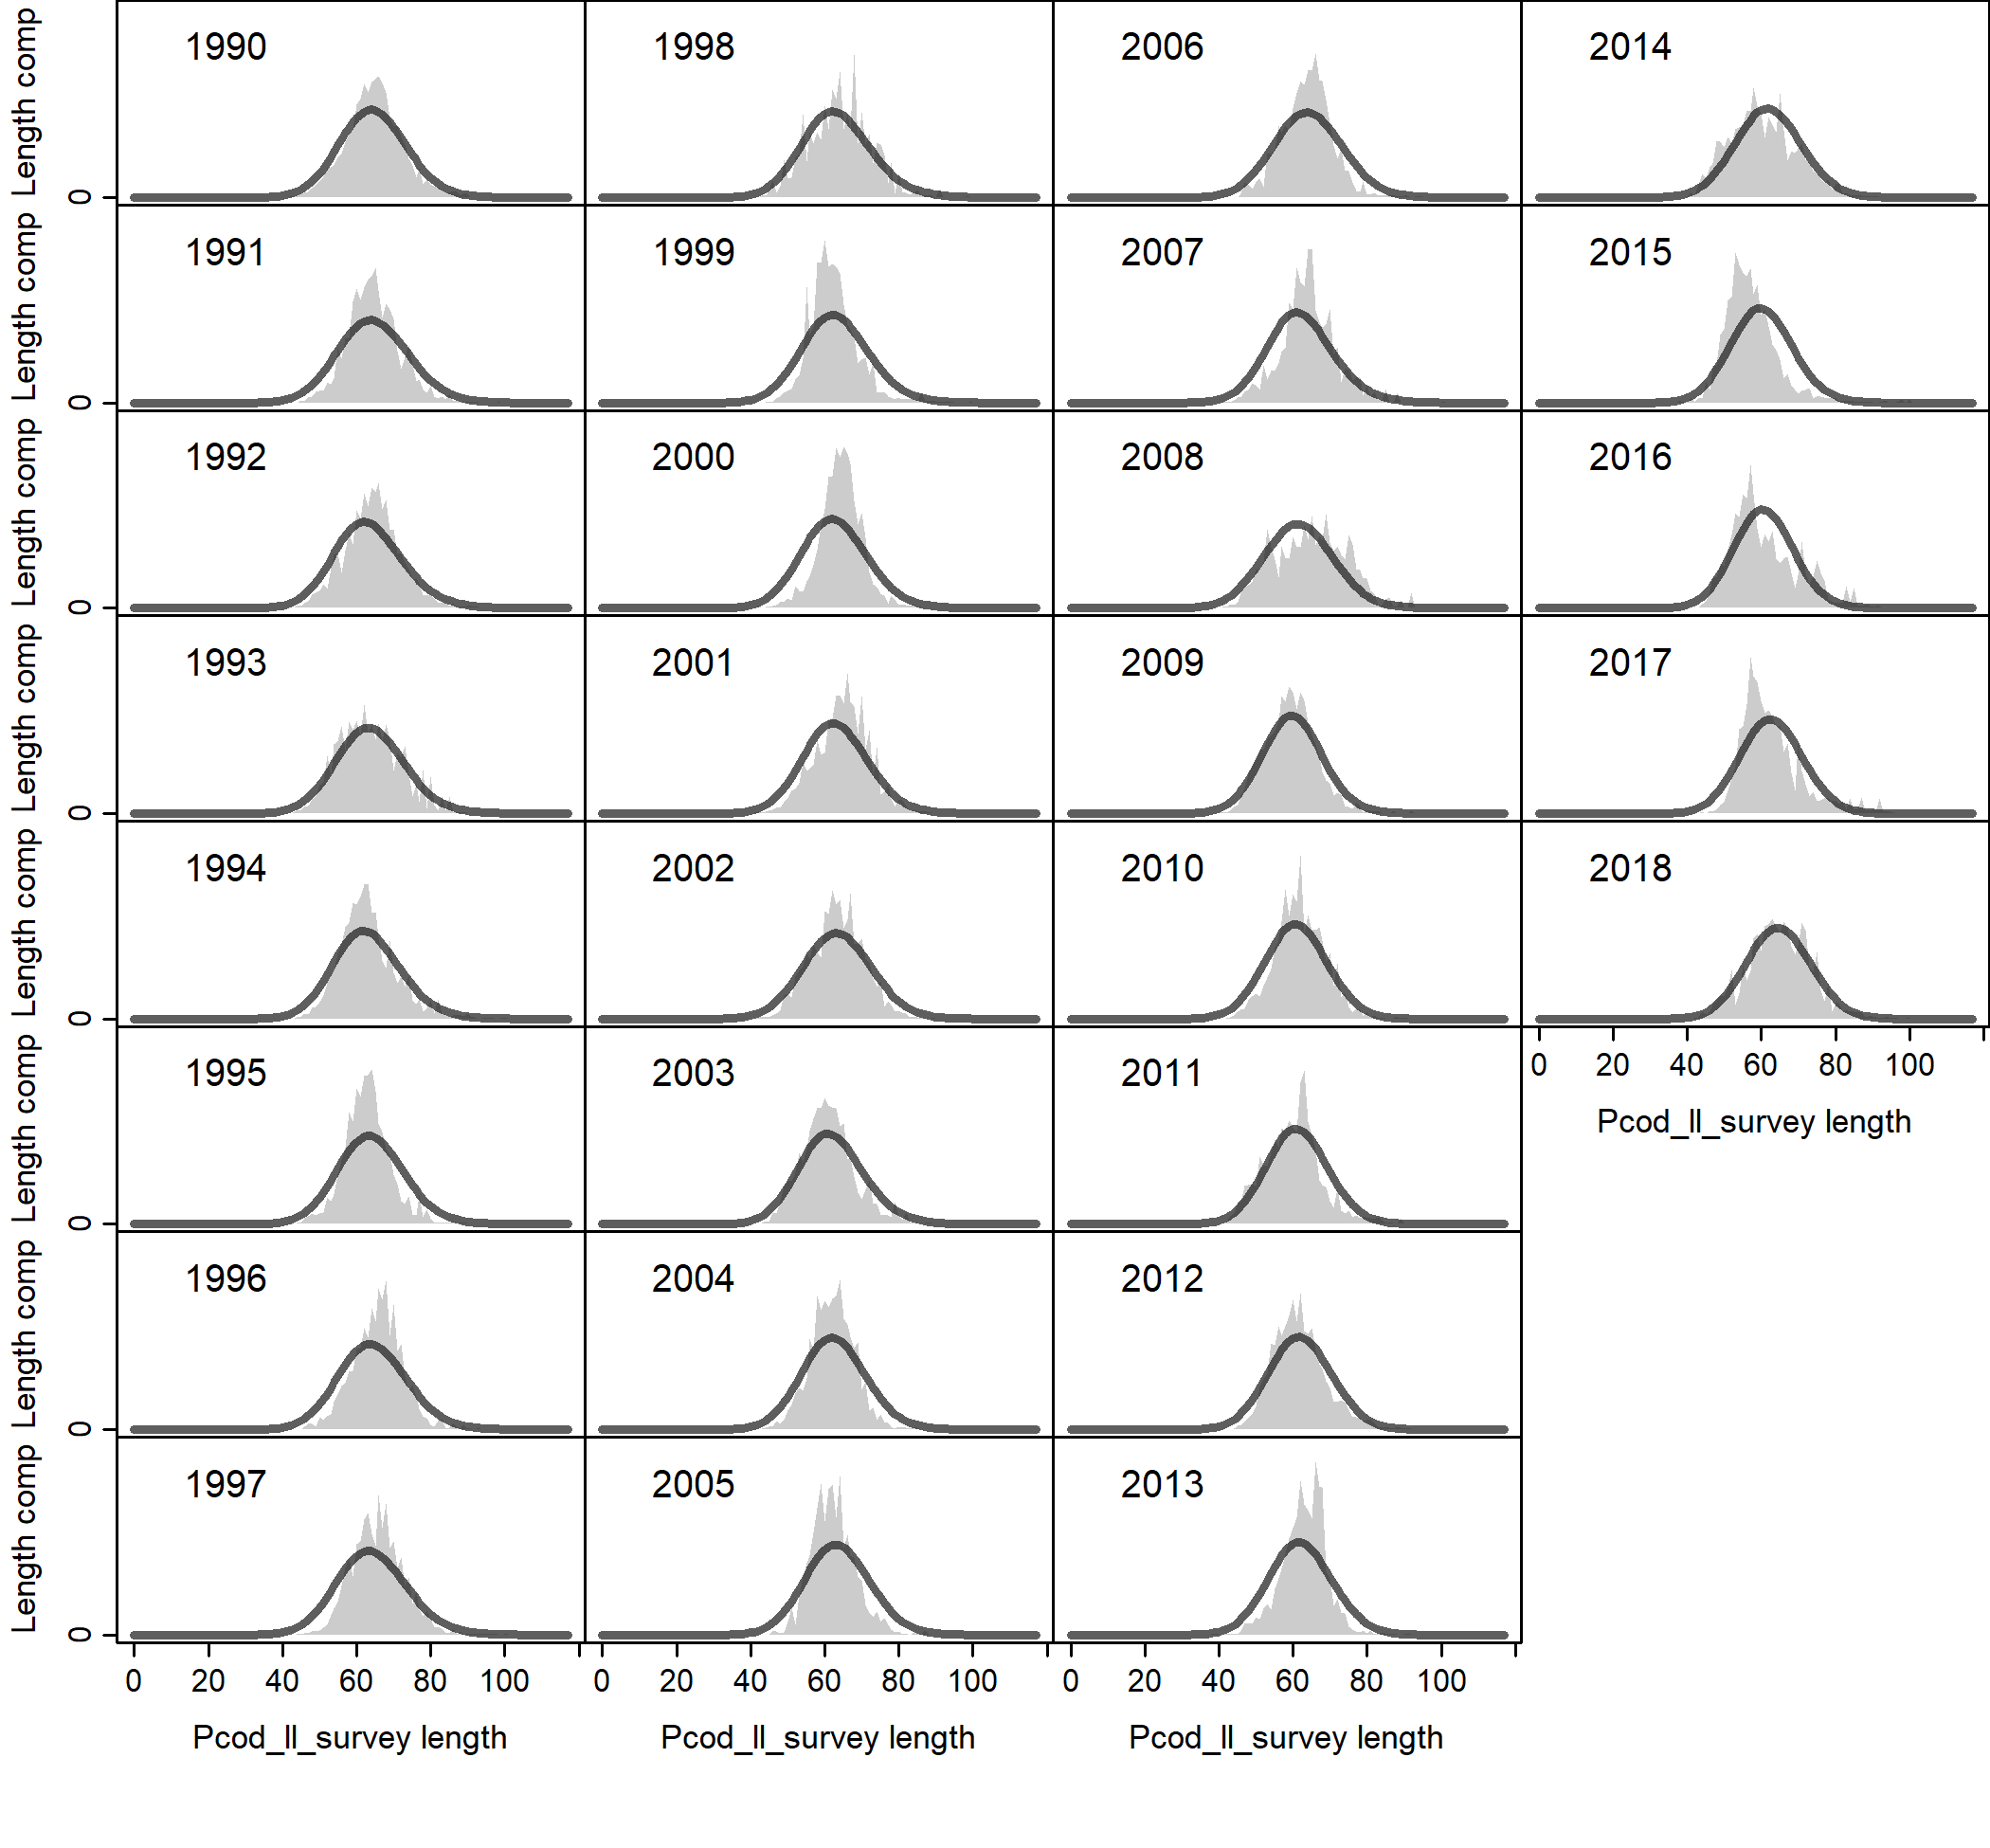 Length comp 0 1990 1998 2006 2014
Length comp 0 1991 1999 2007 2015
Length comp 0 1992 2000 2008 2016
Length comp 0 1993 2001 2009 2017
Length comp 0 1994 2002 2010 2018
Length comp 0 1995 2003 2011
0 20 40 60 80 100
Pcod_ll_survey length
Length comp 0 1996 2004 2012
Length comp 0 1997 2005 2013
0 20 40 60 80 100 0 20 40 60 80 100 0 20 40 60 80 100
Pcod_ll_survey length Pcod_ll_survey length Pcod_ll_survey length